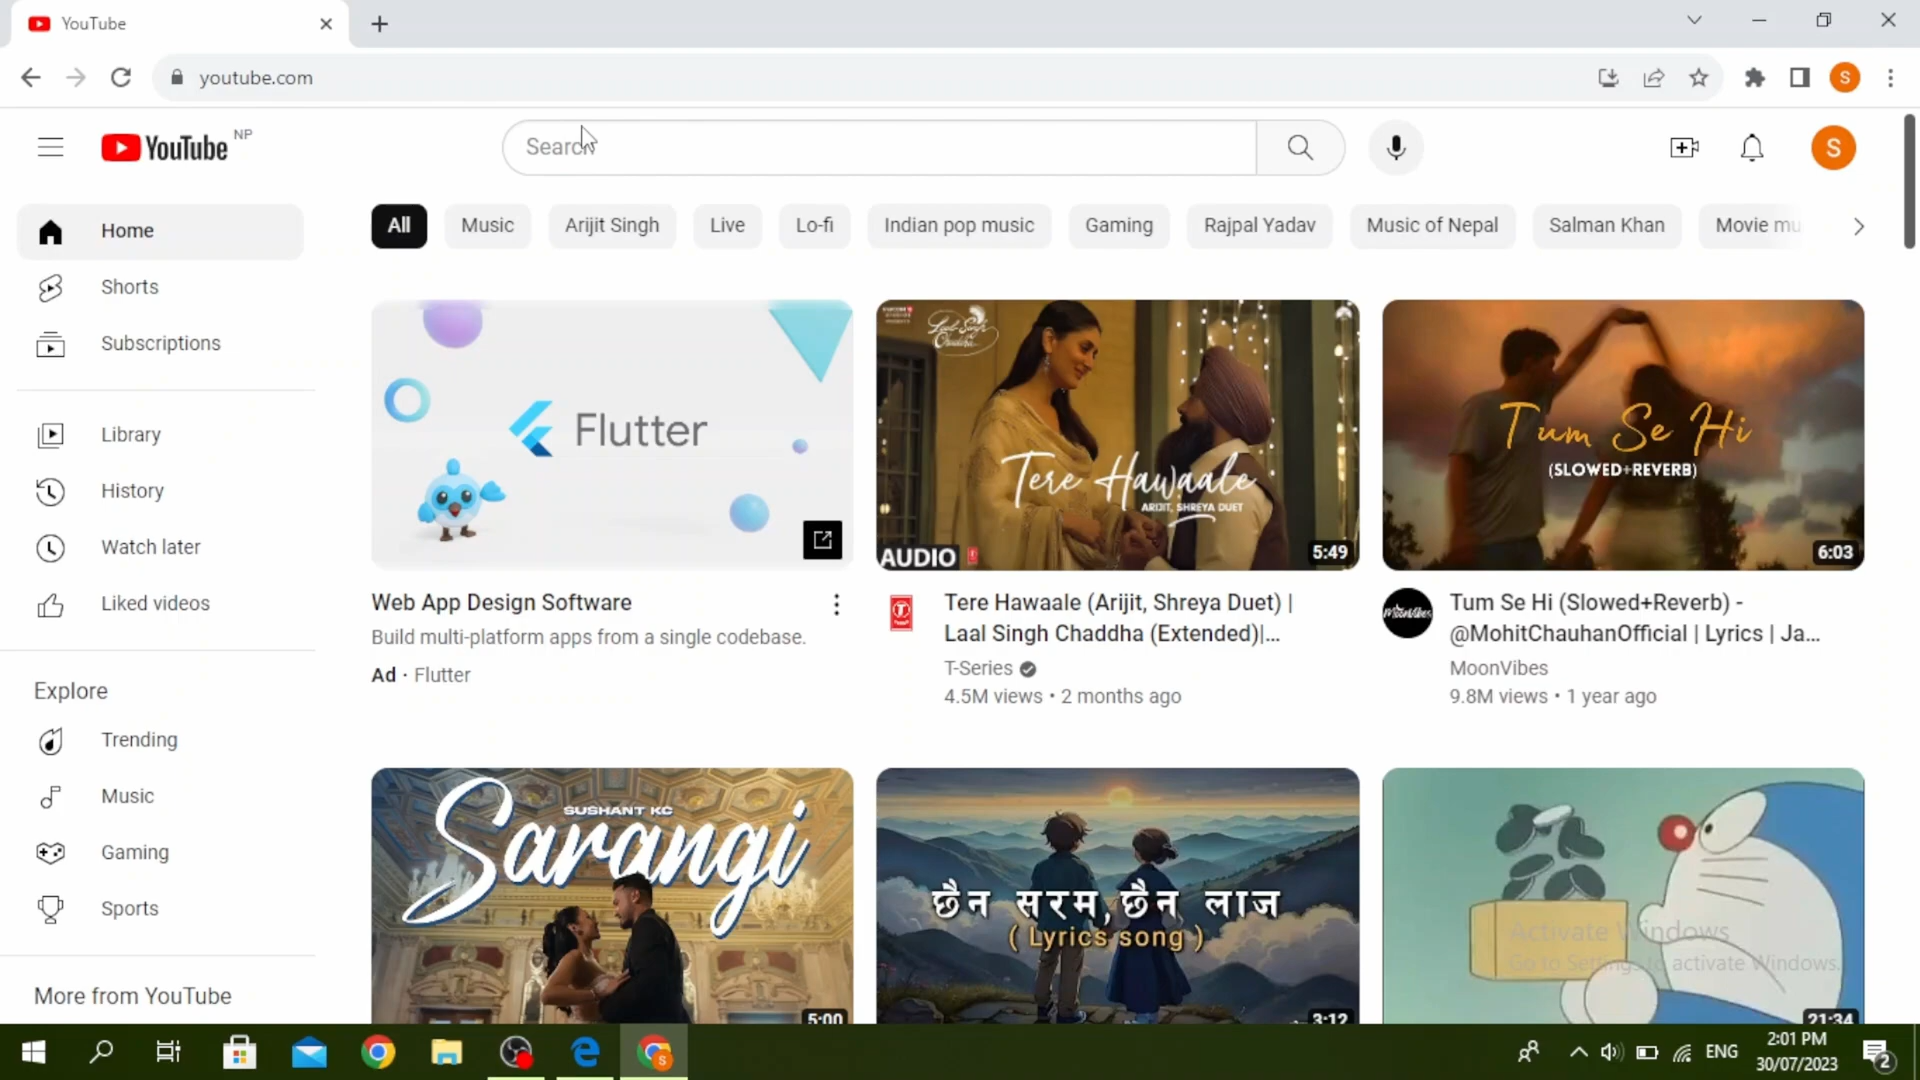 YouTube
youtube.com
S
YouTube NP
Search
S
Home
Shorts
Subscriptions
Library
History
Watch later
Liked videos
Explore
Trending
Music
Gaming
Sports
More from YouTube
All Music Arijit Singh Live Lo-fi Indian pop music Gaming Rajpal Yadav Music of Nepal Salman Khan Movie mu
Flutter
Web App Design Software
Build multi-platform apps from a single codebase.
Ad · Flutter
Laal Singh
Chaddha
Tere Hawaale
ARIJIT, SHREYA DUET
AUDIO
5:49
Tere Hawaale (Arijit, Shreya Duet) |
Laal Singh Chaddha (Extended)|...
T-Series
4.5M views • 2 months ago
Tum Se Hi
(SLOWED+REVERB)
6:03
MoonVibes
Tum Se Hi (Slowed+Reverb) -
@MohitChauhanOfficial | Lyrics | Ja...
MoonVibes
9.8M views • 1 year ago
SUSHANT KC
Sarangi
5:00
छैन सरम, छैन लाज
( Lyrics song )
3:12
Activate Windows
Go to Settings to activate Windows.
21:34
S
ENG
2:01 PM
30/07/2023
2